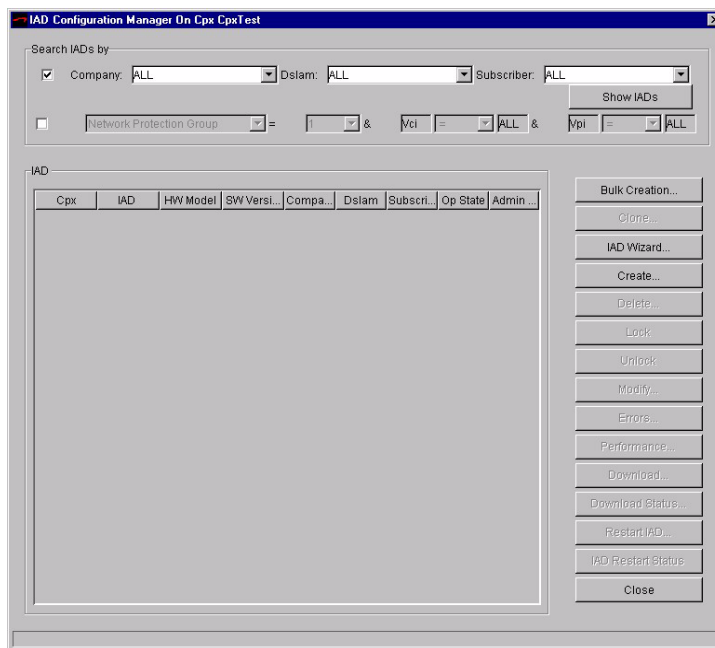 IAD Configuration Manager On Cpx CpxTest
Search IADs by
Company: ALL Dslam: ALL Subscriber: ALL
Show IADs
Network Protection Group = 1 & Vci = ALL & Vpi = ALL
IAD
Cpx IAD HW Model SW Versi... Compa... Dslam Subscri... Op State Admin ...
Bulk Creation...
Clone...
IAD Wizard...
Create...
Delete...
Lock
Unlock
Modify...
Errors...
Performance...
Download...
Download Status...
Restart IAD...
IAD Restart Status
Close